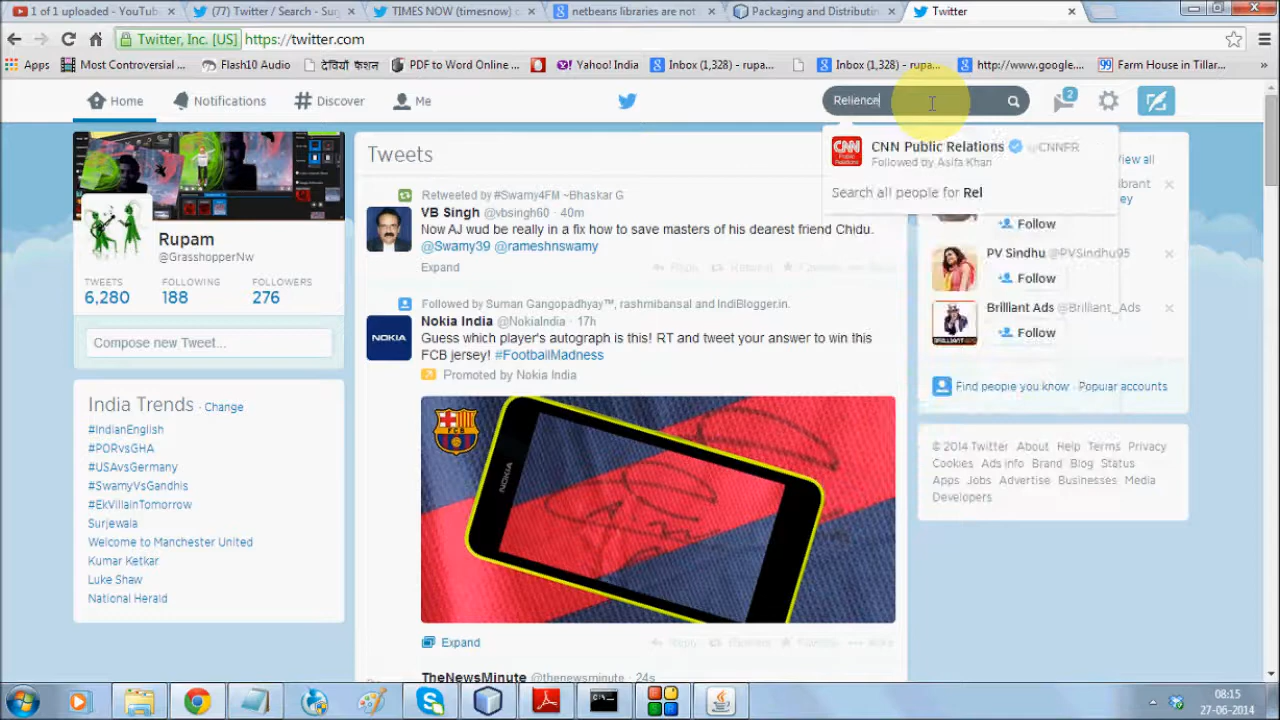 1 of 1 uploaded - YouTub
(77) Twitter / Search - Sur
TIMES NOW (timesnow)
netbeans libraries are not
Packaging and Distributin
Twitter
Twitter, Inc. [US]
https://twitter.com
Apps
Most Controversial ...
Flash10 Audio
देवियों फैशन
PDF to Word Online ...
Yahoo! India
Inbox (1,328) - rupa...
Inbox (1,328) - rupa...
http://www.google....
Farm House in Tillar...
»
Home
Notifications
Discover
Me
Relience
2
CNN Public Relations @CNNPR
Followed by Asifa Khan
Search all people for Rel
View all
Rupam
@GrasshopperNw
TWEETS
FOLLOWING
FOLLOWERS
6,280
188
276
Compose new Tweet...
India Trends · Change
#IndianEnglish
#PORvsGHA
#USAvsGermany
#SwamyVsGandhis
#EkVillainTomorrow
Surjewala
Welcome to Manchester United
Kumar Ketkar
Luke Shaw
National Herald
Tweets
Retweeted by #Swamy4FM ~Bhaskar G
VB Singh @vbsingh60 · 40m
Now AJ wud be really in a fix how to save masters of his dearest friend Chidu.
@Swamy39 @rameshnswamy
Expand
Followed by Suman Gangopadhyay™, rashmibansal and IndiBlogger.in.
Nokia India @NokiaIndia · 17h
Guess which player's autograph is this! RT and tweet your answer to win this
FCB jersey! #FootballMadness
Promoted by Nokia India
NOKIA
FCB
NOKIA
Expand
TheNewsMinute @thenewsminute · 24s
Follow
PV Sindhu @PVSindhu95
Follow
Brilliant Ads @Brilliant_Ads
Follow
Find people you know · Popular accounts
© 2014 Twitter About Help Terms Privacy
Cookies Ads info Brand Blog Status
Apps Jobs Advertise Businesses Media
Developers
08:15
27-06-2014